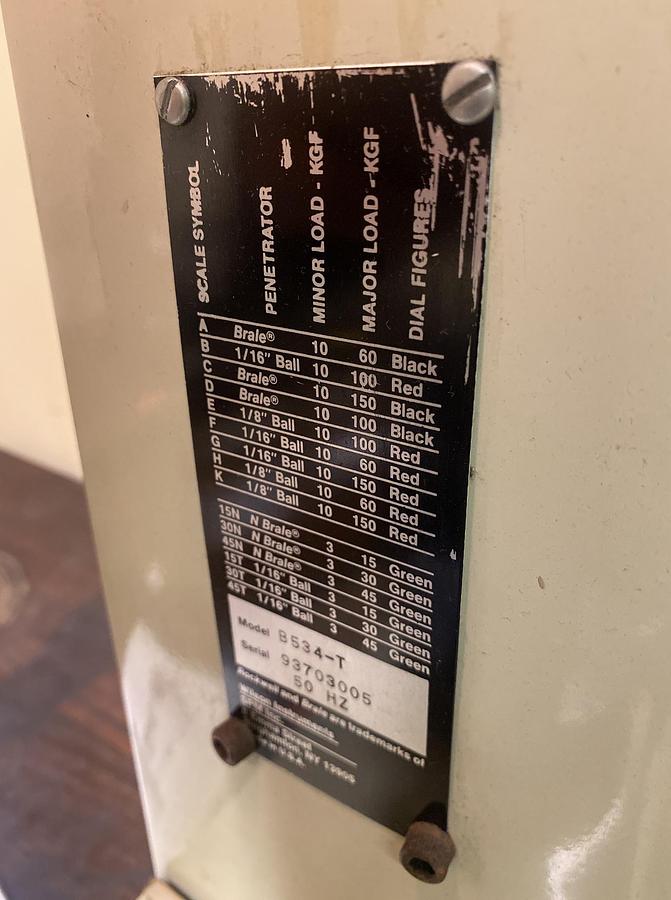 SCALE SYMBOL PENETRATOR MINOR LOAD - KGF MAJOR LOAD - KGF DIAL FIGURES
A Brale® 10 60 Black
B 1/16" Ball 10 100 Red
C Brale® 10 150 Black
D Brale® 10 100 Black
E 1/8" Ball 10 100 Red
F 1/16" Ball 10 60 Red
G 1/16" Ball 10 150 Red
H 1/8" Ball 10 60 Red
K 1/8" Ball 10 150 Red
15N N Brale® 3 15 Green
30N N Brale® 3 30 Green
45N N Brale® 3 45 Green
15T 1/16" Ball 3 15 Green
30T 1/16" Ball 3 30 Green
45T 1/16" Ball 3 45 Green
Model B534-T
Serial 93703005
50 HZ
Rockwell and Brale are trademarks of
Wilson Instruments
Street
NY 13905
U.S.A.